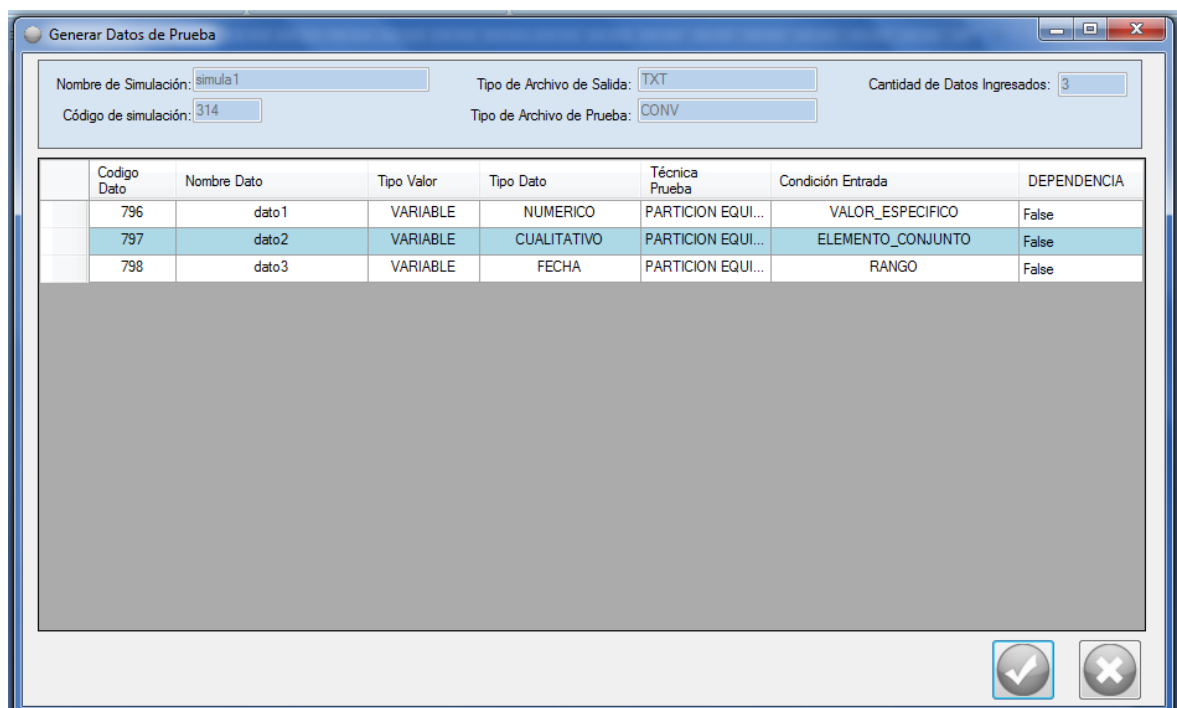 Generar Datos de Prueba
Nombre de Simulación: simula1 Tipo de Archivo de Salida: TXT Cantidad de Datos Ingresados: 3
Código de simulación: 314 Tipo de Archivo de Prueba: CONV
Codigo Dato Nombre Dato Tipo Valor Tipo Dato Técnica Prueba Condición Entrada DEPENDENCIA
796 dato1 VARIABLE NUMERICO PARTICION EQUI... VALOR_ESPECIFICO False
797 dato2 VARIABLE CUALITATIVO PARTICION EQUI... ELEMENTO_CONJUNTO False
798 dato3 VARIABLE FECHA PARTICION EQUI... RANGO False